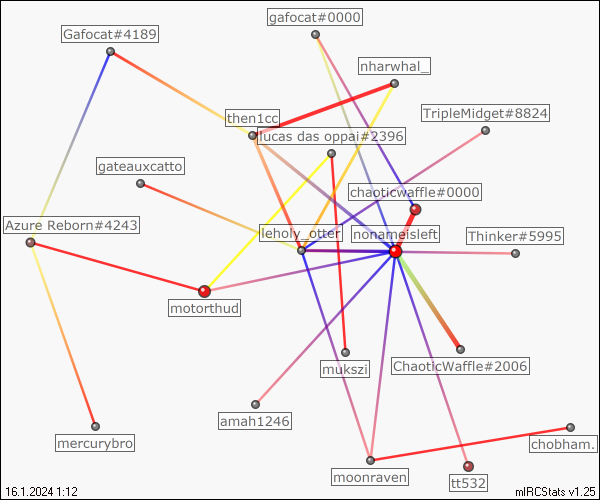 gafocat#0000
Gafocat#4189
nharwhal_
TripleMidget#8824
then1cc
lucas das oppai#2396
gateauxcatto
chaoticwaffle#0000
Azure Reborn#4243
leholy_otter
nonameisleft
Thinker#5995
motorthud
mukszi
ChaoticWaffle#2006
amah1246
mercurybro
chobham.
moonraven
tt532
16.1.2024 1:12
mIRCStats v1.25